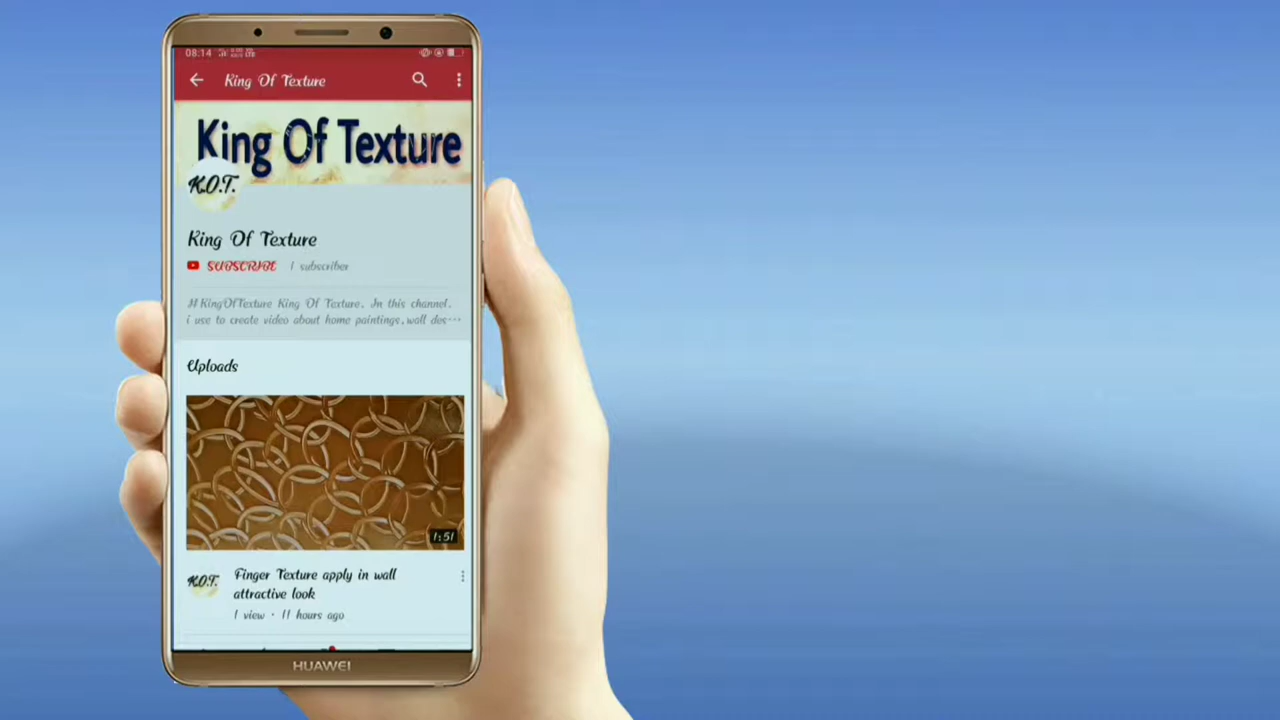 08:14
King Of Texture
King Of Texture
K.O.T.
King Of Texture
SUBSCRIBE 1 subscriber
#KingOfTexture King Of Texture. In this channel.
i use to create video about home paintings,wall des...
Uploads
1:51
K.O.T.
Finger Texture apply in wall
attractive look
1 view · 11 hours ago
HUAWEI